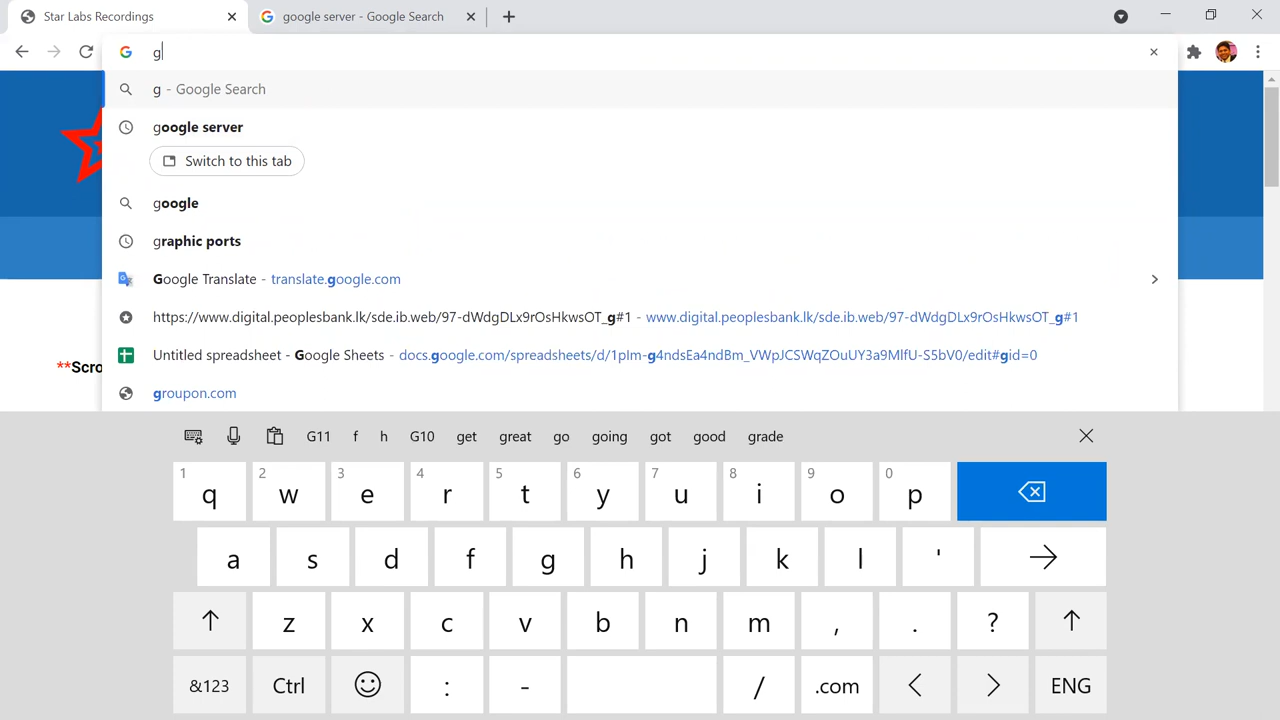 Star Labs Recordings
google server - Google Search
g
g - Google Search
google server
Switch to this tab
google
graphic ports
Google Translate - translate.google.com
https://www.digital.peoplesbank.lk/sde.ib.web/97-dWdgDLx9rOsHkwsOT_g#1 - www.digital.peoplesbank.lk/sde.ib.web/97-dWdgDLx9rOsHkwsOT_g#1
Untitled spreadsheet - Google Sheets - docs.google.com/spreadsheets/d/1pIm-g4ndsEa4ndBm_VWpJCSWqZOuUY3a9MlfU-S5bV0/edit#gid=0
**Scro
groupon.com
G11 f h G10 get great go going got good grade
1 2 3 4 5 6 7 8 9 0
q w e r t y u i o p
a s d f g h j k l '
z x c v b n m , . ?
&123 Ctrl : - / .com < > ENG